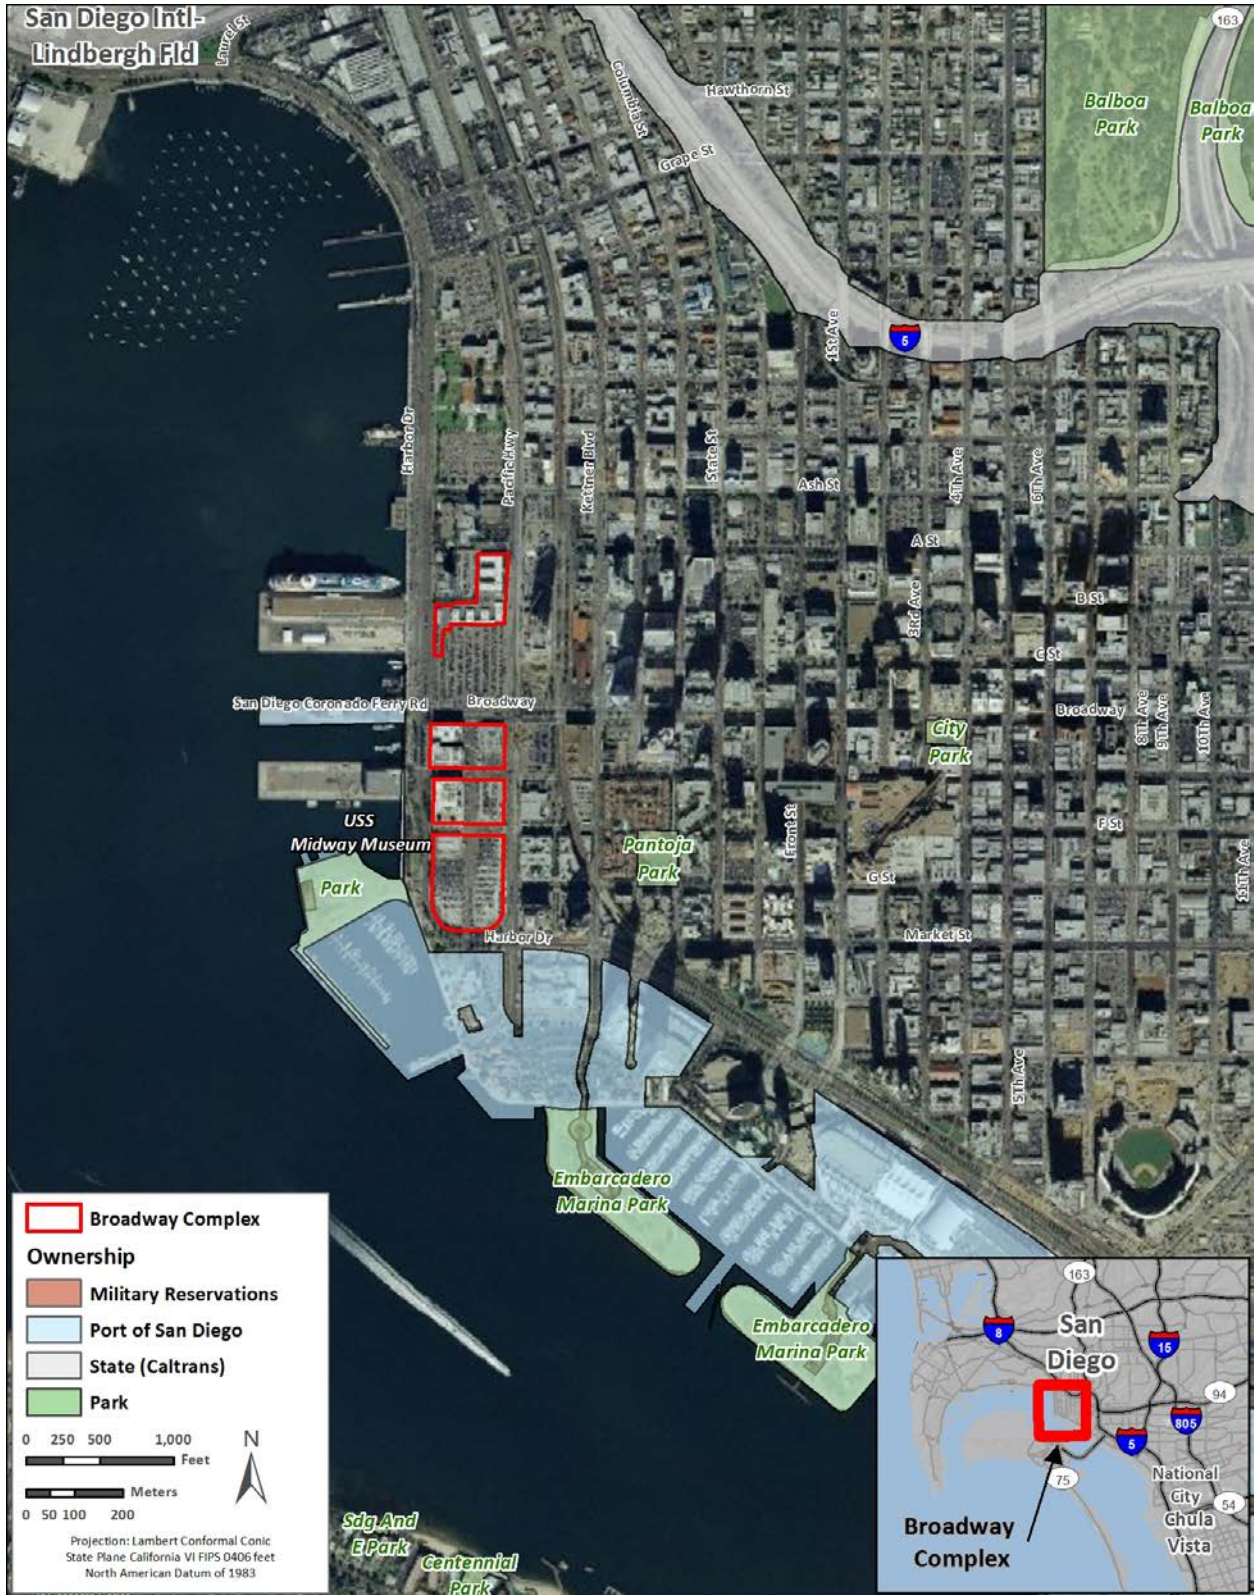 San Diego Intl-
Lindbergh Fld
Laurel St
163
Columbia St
Hawthorn St
Balboa
Park
Balboa
Park
Grape St
1St Ave
5
Harbor Dr
Pacific Hwy
Kettner Blvd
State St
Ash St
4Th Ave
6Th Ave
A St
3Rd Ave
B St
C St
San Diego Coronado Ferry Rd
Broadway
Broadway
8Th Ave
9Th Ave
10Th Ave
City
Park
USS
Midway Museum
Front St
F St
Pantoja
Park
Park
G St
11Th Ave
Harbor Dr
Market St
5Th Ave
Embarcadero
Marina Park
Embarcadero
Marina Park
Broadway Complex
Ownership
Military Reservations
Port of San Diego
State (Caltrans)
Park
0 250 500 1,000
Feet
N
Meters
0 50 100 200
Projection: Lambert Conformal Conic
State Plane California VI FIPS 0406 feet
North American Datum of 1983
Sdg And
E Park
Centennial
Park
163
8
San
Diego
15
94
805
5
75
National
City
54
Chula
Vista
Broadway
Complex